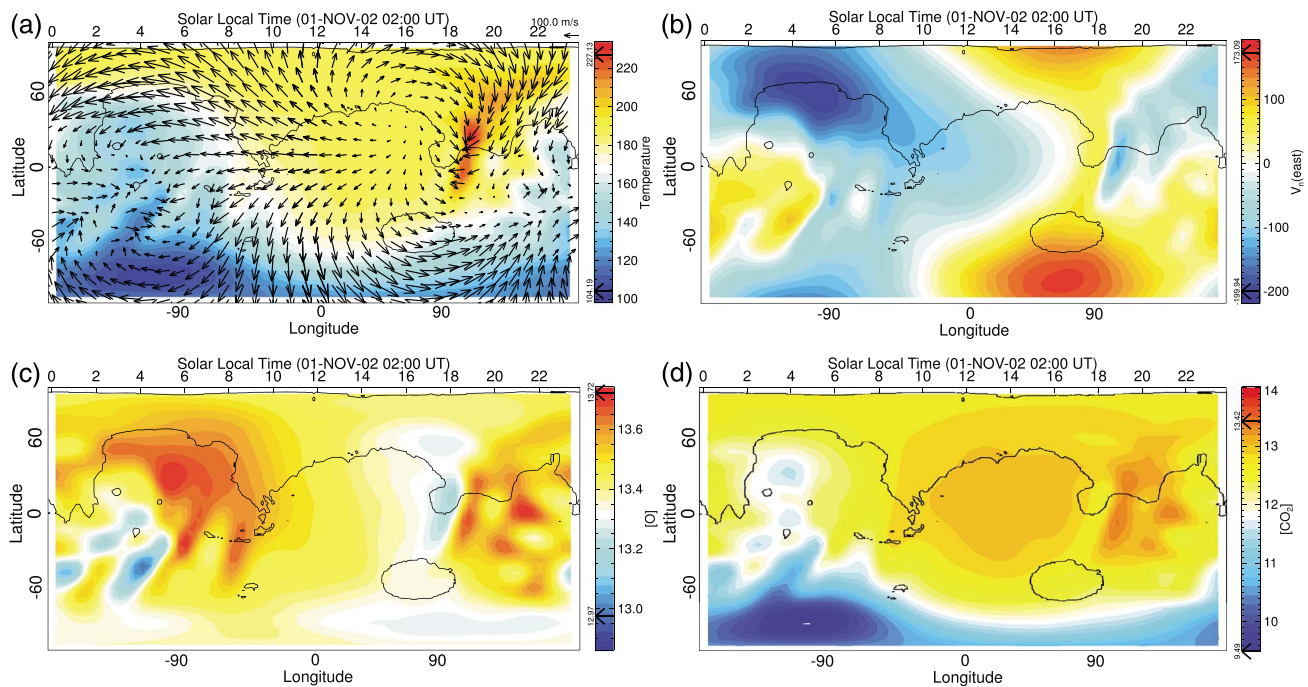 (a)
Solar Local Time (01-NOV-02 02:00 UT)
100.0 m/s
0 2 4 6 8 10 12 14 16 18 20 22
60
0
-60
Latitude
-90 0 90
Longitude
227.13
220
200
180
160
140
120
100
104.19
Temperature
(b)
Solar Local Time (01-NOV-02 02:00 UT)
0 2 4 6 8 10 12 14 16 18 20 22
60
0
-60
Latitude
-90 0 90
Longitude
173.09
100
0
-100
-200
-199.94
Vn(east)
(c)
Solar Local Time (01-NOV-02 02:00 UT)
0 2 4 6 8 10 12 14 16 18 20 22
60
0
-60
Latitude
-90 0 90
Longitude
13.72
13.6
13.4
13.2
13.0
12.97
[O]
(d)
Solar Local Time (01-NOV-02 02:00 UT)
0 2 4 6 8 10 12 14 16 18 20 22
60
0
-60
Latitude
-90 0 90
Longitude
14
13.42
13
12
11
10
9.49
[CO₂]